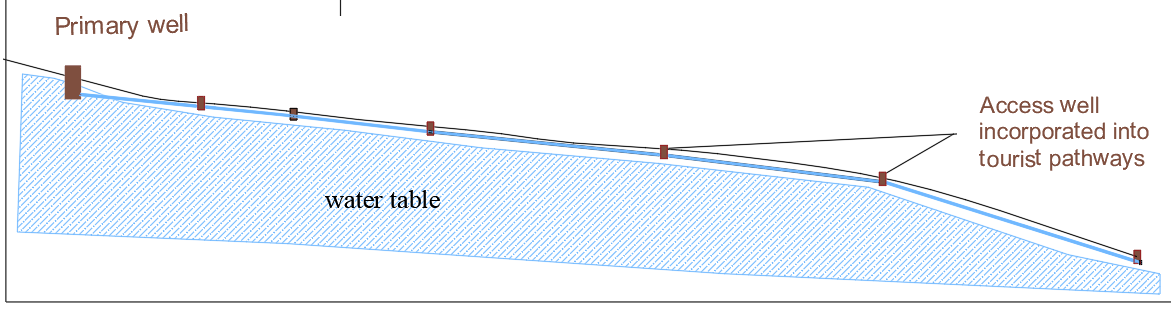 Primary well
Access well
incorporated into
tourist pathways
water table